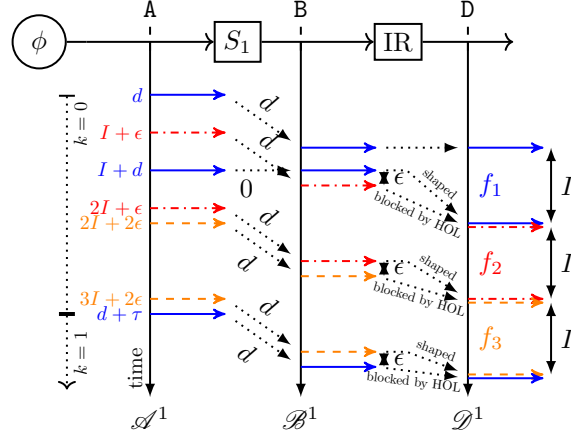 A B D
ϕ S₁ IR
k=0
d
I + ϵ
I + d
2I + ϵ
2I + 2ϵ
3I + 2ϵ
d + τ
k=1
time
d
d
0
d
d
d
d
ϵ
shaped
blocked by HOL
ϵ
shaped
blocked by HOL
ϵ
shaped
blocked by HOL
f₁
f₂
f₃
I
I
I
𝒜¹ ℬ¹ 𝒟¹